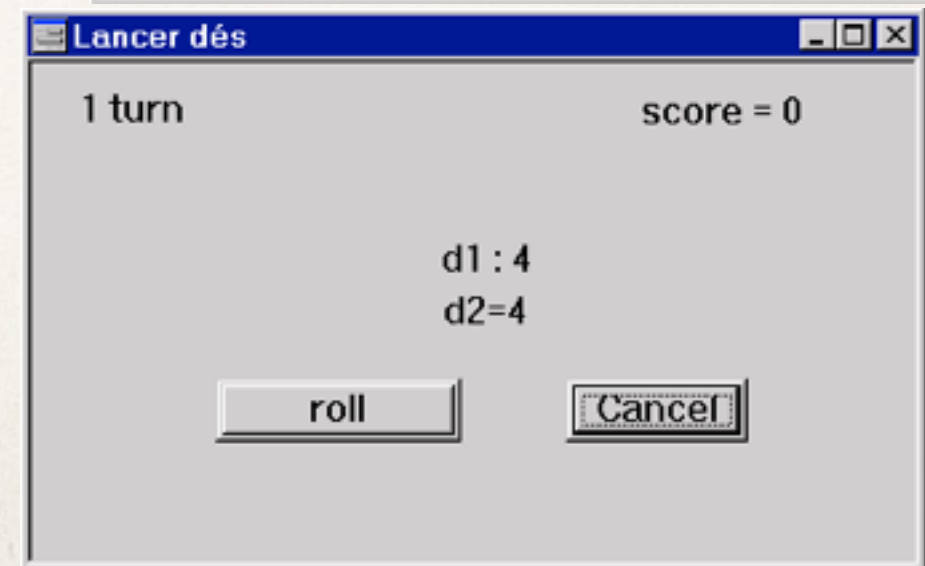 Lancer dés
1 turn score = 0
d1 : 4
d2=4
roll Cancel